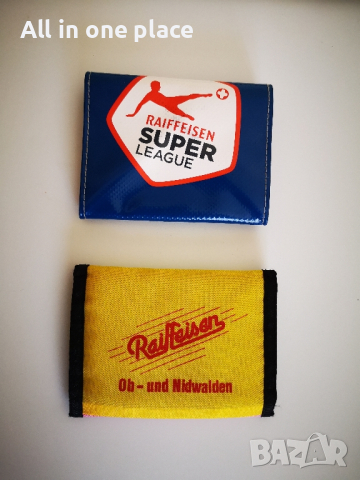 All in one place
RAIFFEISEN
SUPER
LEAGUE
Raiffeisen
Ob - und Nidwalden
BAZAR